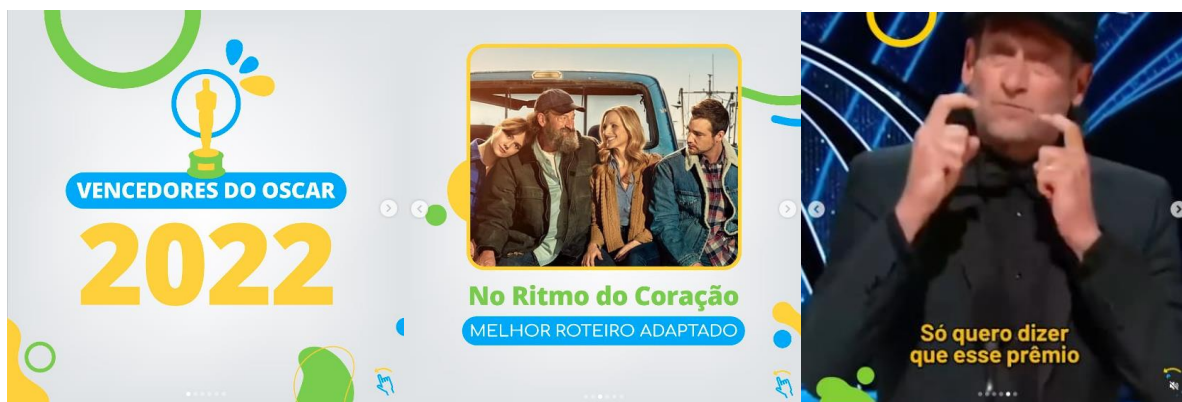 VENCEDORES DO OSCAR
2022
No Ritmo do Coração
MELHOR ROTEIRO ADAPTADO
Só quero dizer
que esse prêmio